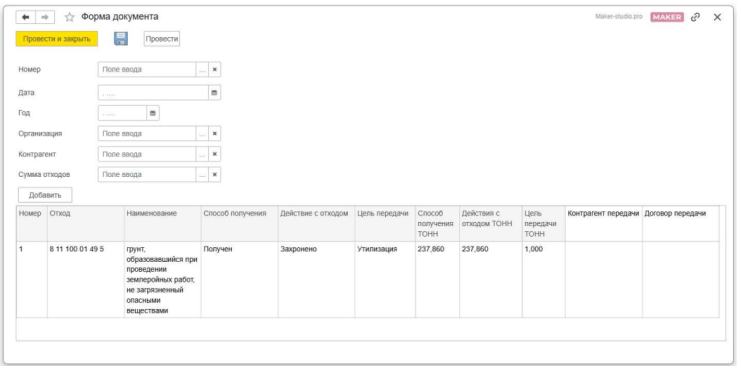 Форма документа
Maker-studio.pro MAKER
Провести и закрыть Провести
Номер Поле ввода ... ×
Дата . ....
Год . ....
Организация Поле ввода ... ×
Контрагент Поле ввода ... ×
Сумма отходов Поле ввода ... ×
Добавить
Номер Отход Наименование Способ получения Действие с отходом Цель передачи Способ Действия с Цель Контрагент передачи Договор передачи
получения отходом ТОНН передачи
ТОНН ТОНН
1 8 11 100 01 49 5 грунт, Получен Захронено Утилизация 237,860 237,860 1,000
образовавшийся при
проведении
землеройных работ,
не загрязненный
опасными
веществами